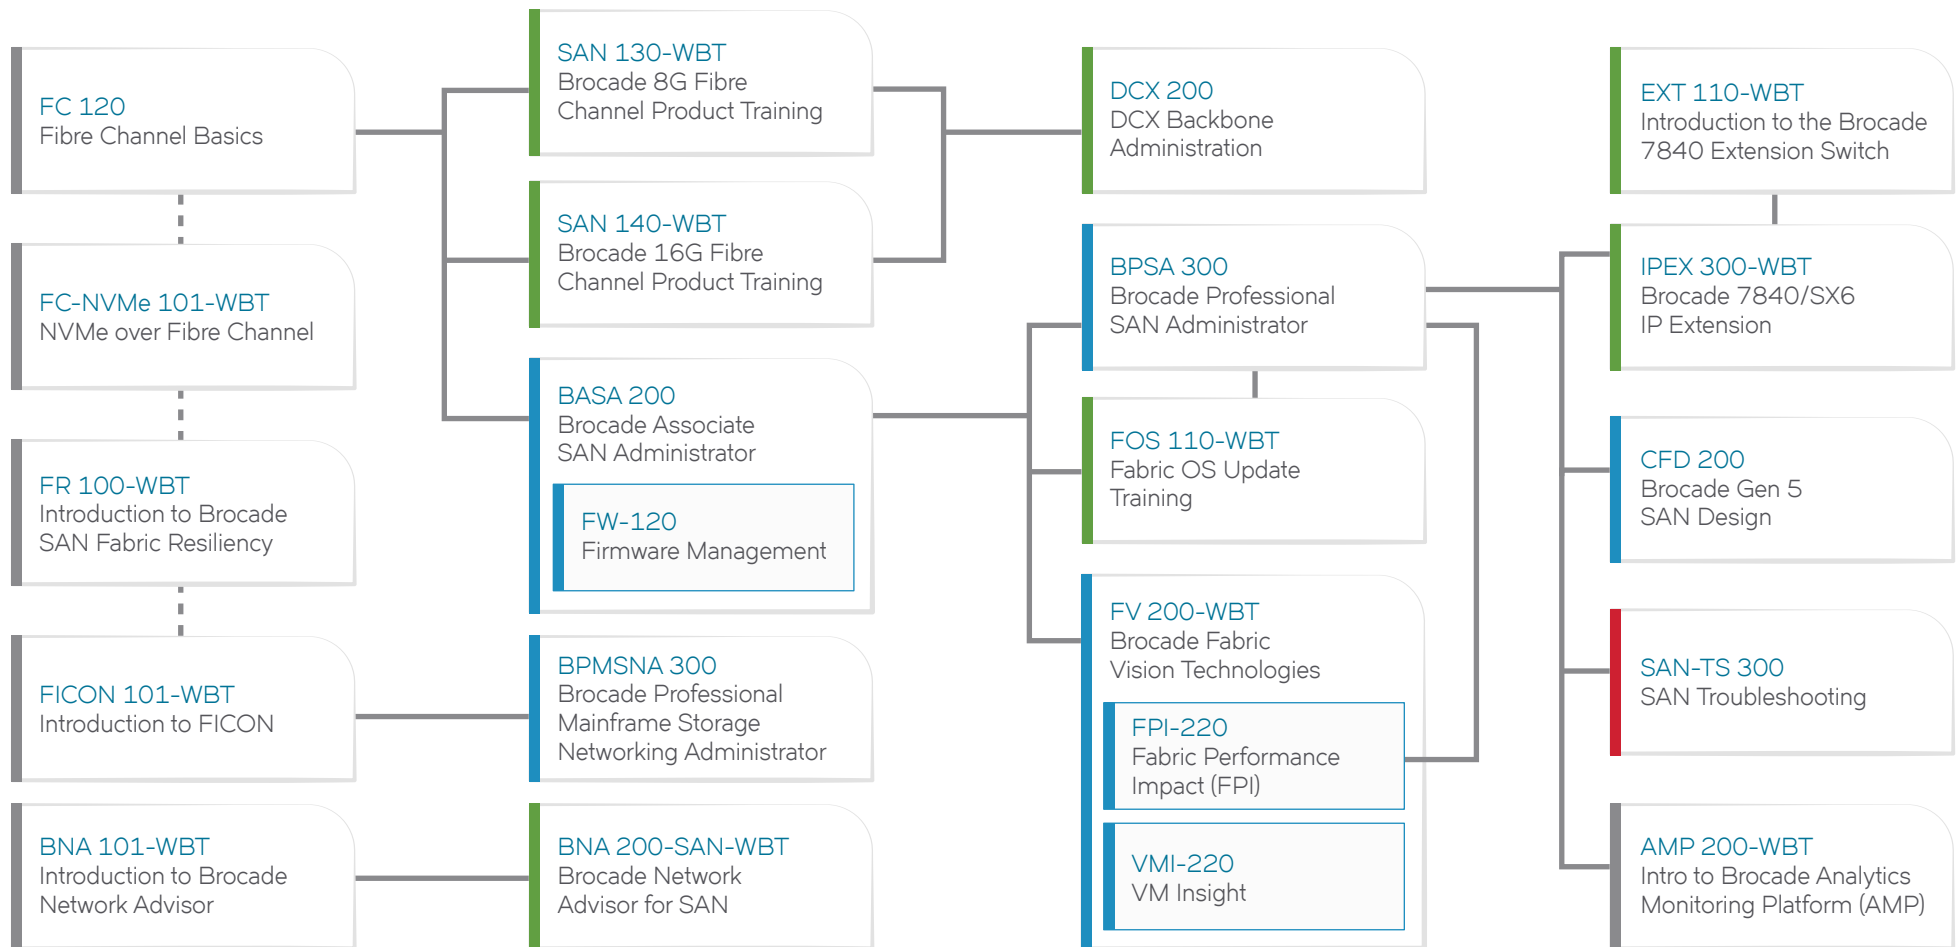 FC 120
Fibre Channel Basics
FC-NVMe 101-WBT
NVMe over Fibre Channel
FR 100-WBT
Introduction to Brocade
SAN Fabric Resiliency
FICON 101-WBT
Introduction to FICON
BNA 101-WBT
Introduction to Brocade
Network Advisor
SAN 130-WBT
Brocade 8G Fibre
Channel Product Training
SAN 140-WBT
Brocade 16G Fibre
Channel Product Training
BASA 200
Brocade Associate
SAN Administrator
FW-120
Firmware Management
BPMSNA 300
Brocade Professional
Mainframe Storage
Networking Administrator
BNA 200-SAN-WBT
Brocade Network
Advisor for SAN
DCX 200
DCX Backbone
Administration
BPSA 300
Brocade Professional
SAN Administrator
FOS 110-WBT
Fabric OS Update
Training
FV 200-WBT
Brocade Fabric
Vision Technologies
FPI-220
Fabric Performance
Impact (FPI)
VMI-220
VM Insight
EXT 110-WBT
Introduction to the Brocade
7840 Extension Switch
IPEX 300-WBT
Brocade 7840/SX6
IP Extension
CFD 200
Brocade Gen 5
SAN Design
SAN-TS 300
SAN Troubleshooting
AMP 200-WBT
Intro to Brocade Analytics
Monitoring Platform (AMP)